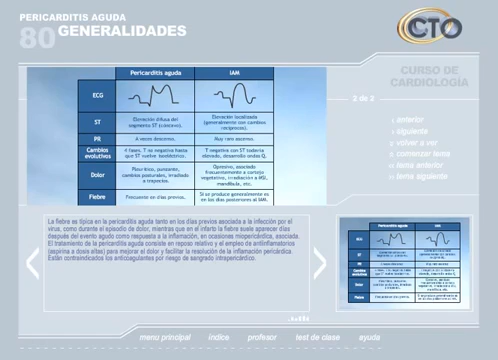 PERICARDITIS AGUDA
80 GENERALIDADES
CTO
CURSO DE
CARDIOLOGÍA
2 de 2
anterior
siguiente
volver a ver
comenzar tema
tema anterior
tema siguiente
Pericarditis aguda IAM
ECG
ST Elevación difusa del segmento ST (cóncavo). Elevación localizada (generalmente con cambios recíprocos).
PR A veces descenso. Muy raro ascenso.
Cambios evolutivos 4 fases. T se negativa hasta que ST vuelve isoeléctrico. T negativa con ST todavía elevado, desarrollo ondas Q.
Dolor Pleurítico, punzante, cambios posturales, irradiado a trapecios. Opresivo, asociado frecuentemente a cortejo vegetativo, irradiación a MSI, mandíbula, etc.
Fiebre Frecuente en días previos. Si se produce generalmente es en los días posteriores al IAM.
La fiebre es típica en la pericarditis aguda tanto en los días previos asociada a la infección por el
virus, como durante el episodio de dolor, mientras que en el infarto la fiebre suele aparecer días
después del evento agudo como respuesta a la inflamación, en ocasiones miopericárdica, asociada.
El tratamiento de la pericarditis aguda consiste en reposo relativo y el empleo de antiinflamatorios
(aspirina a dosis altas) para mejorar el dolor y facilitar la resolución de la inflamación pericárdica.
Están contraindicados los anticoagulantes por riesgo de sangrado intrapericárdico.
menu principal índice profesor test de clase ayuda